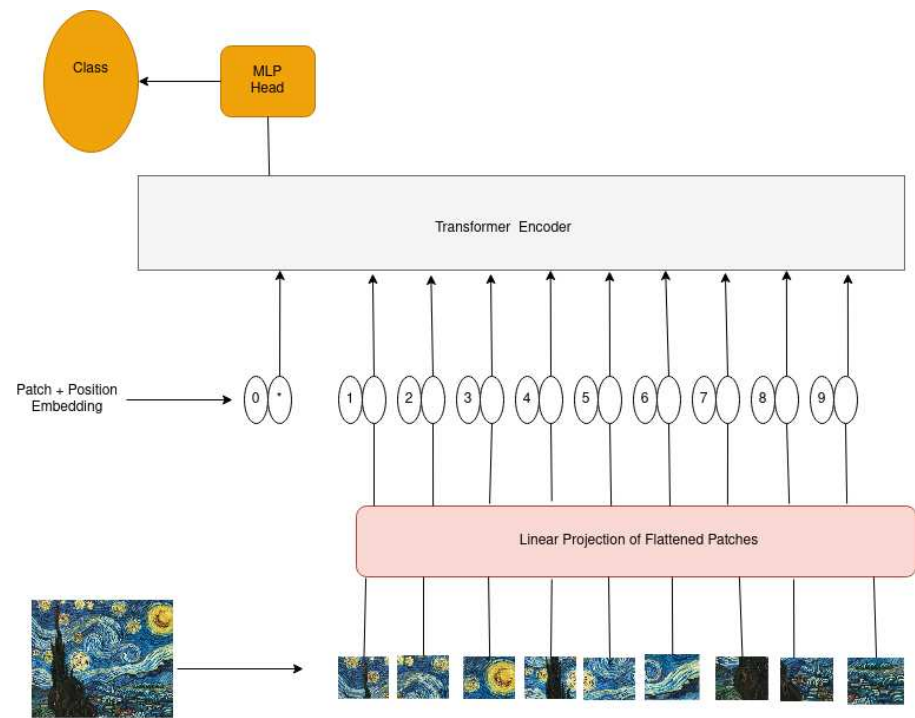 Class
MLP
Head
Transformer Encoder
Patch + Position
Embedding
0 * 1 2 3 4 5 6 7 8 9
Linear Projection of Flattened Patches